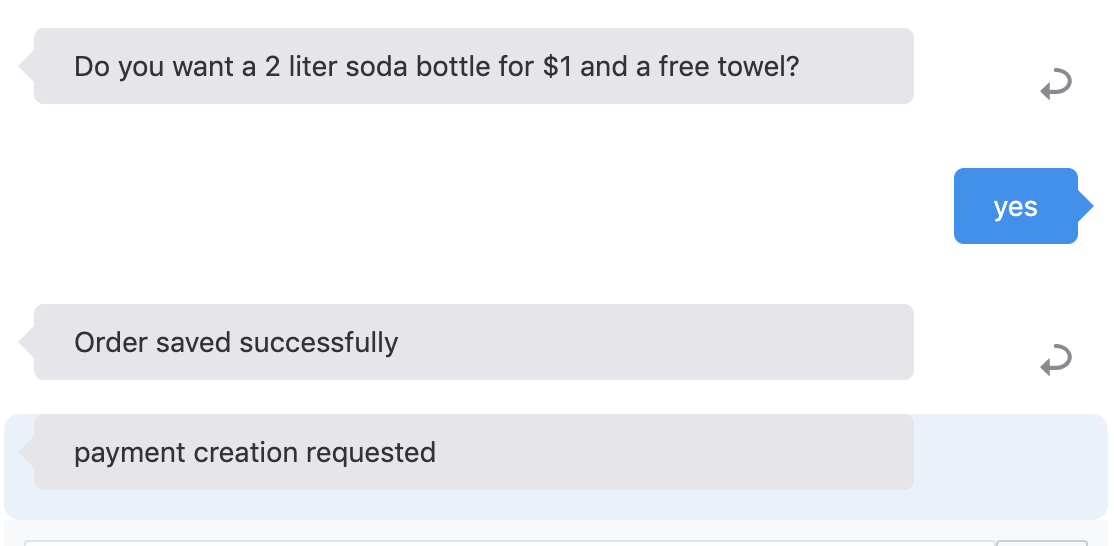 Do you want a 2 liter soda bottle for $1 and a free towel?
yes
Order saved successfully
payment creation requested